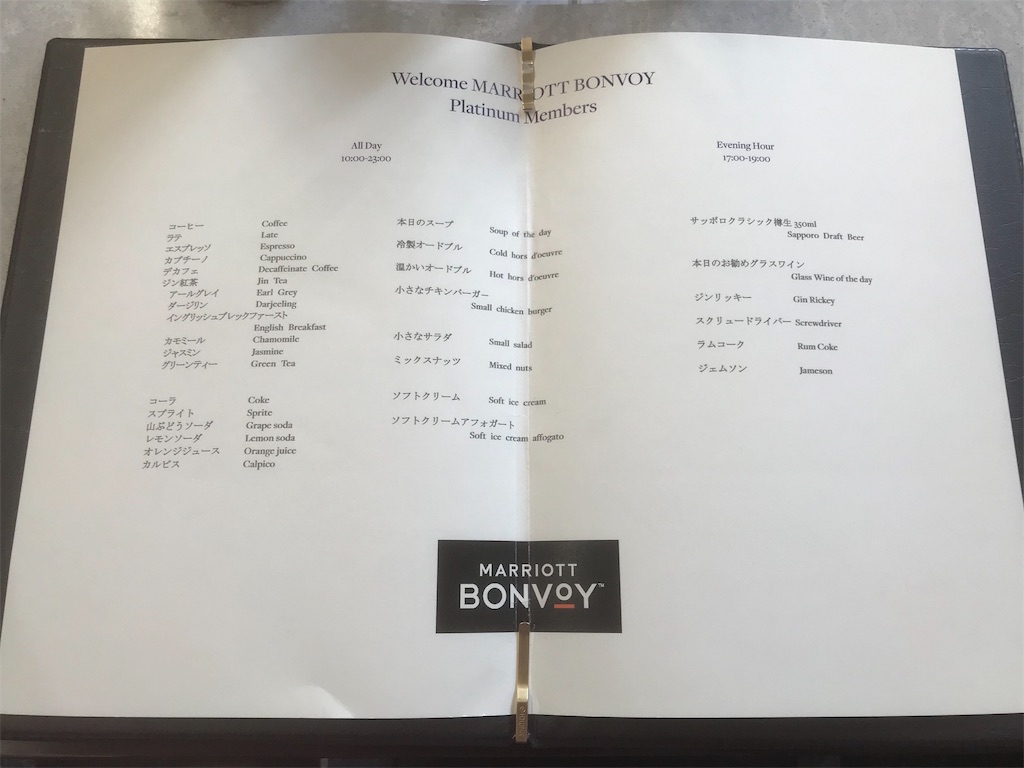 Welcome MARRIOTT BONVOY
Platinum Members
All Day
10:00-23:00
コーヒー Coffee
ラテ Late
エスプレッソ Espresso
カプチーノ Cappuccino
デカフェ Decaffeinate Coffee
ジン紅茶 Jin Tea
アールグレイ Earl Grey
ダージリン Darjeeling
イングリッシュブレックファースト
English Breakfast
カモミール Chamomile
ジャスミン Jasmine
グリーンティー Green Tea
コーラ Coke
スプライト Sprite
山ぶどうソーダ Grape soda
レモンソーダ Lemon soda
オレンジジュース Orange juice
カルピス Calpico
本日のスープ
Soup of the day
冷製オードブル
Cold hors d'oeuvre
温かいオードブル
Hot hors d'oeuvre
小さなチキンバーガー
Small chicken burger
小さなサラダ Small salad
ミックスナッツ Mixed nuts
ソフトクリーム Soft ice cream
ソフトクリームアフォガート
Soft ice cream affogato
Evening Hour
17:00-19:00
サッポロクラシック樽生 350ml
Sapporo Draft Beer
本日のお勧めグラスワイン
Glass Wine of the day
ジンリッキー Gin Rickey
スクリュードライバー Screwdriver
ラムコーク Rum Coke
ジェムソン Jameson
MARRIOTT
BONVOY™